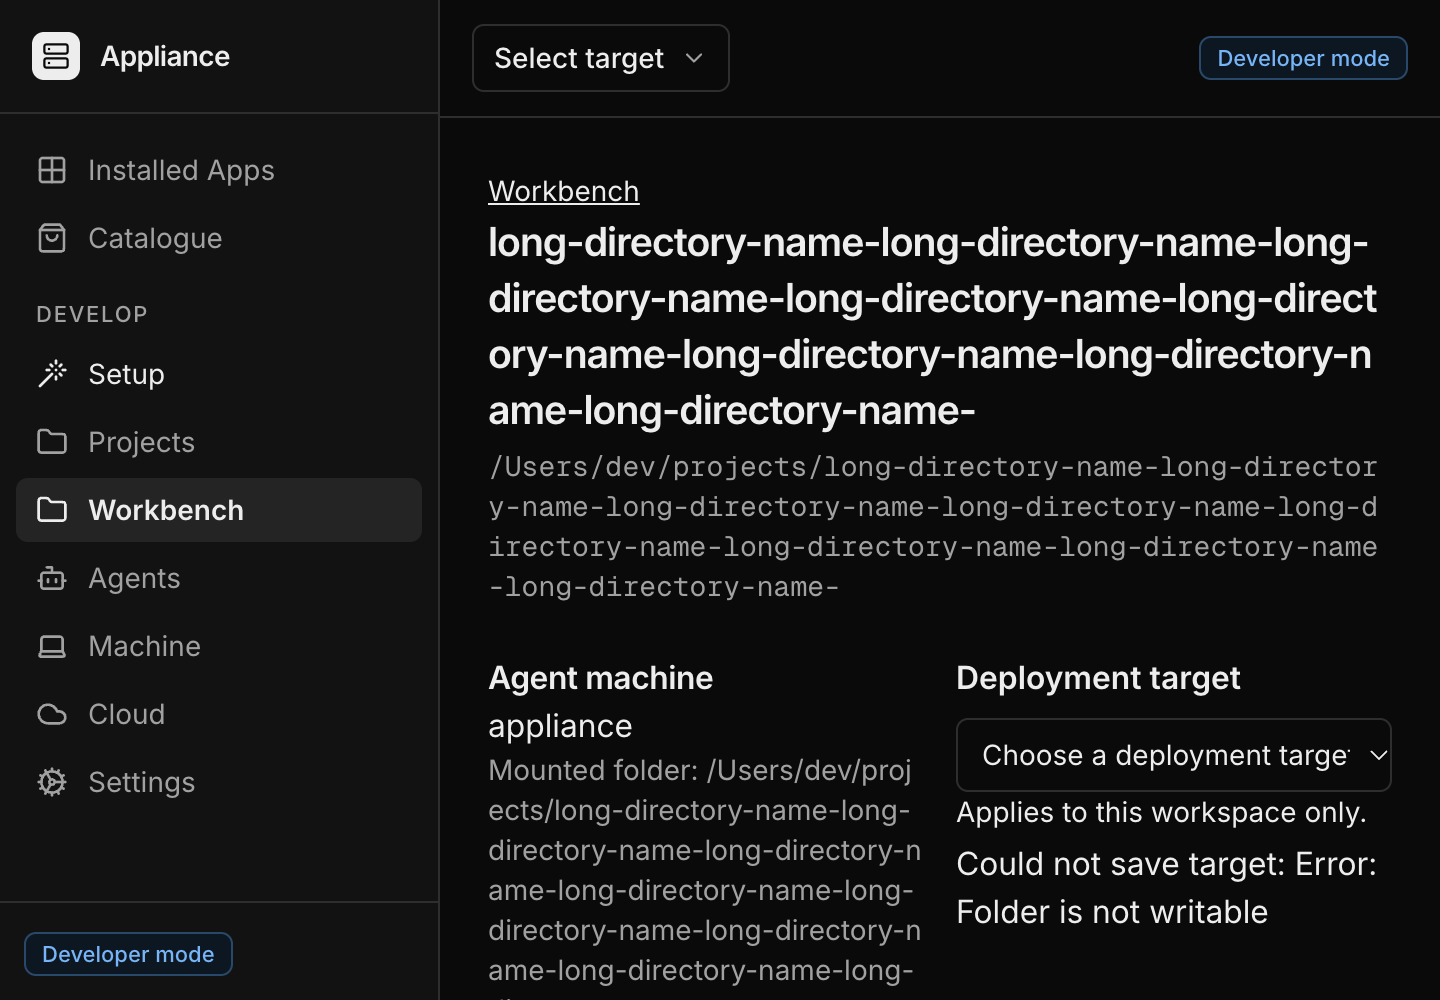 Appliance
Installed Apps
Catalogue
DEVELOP
Setup
Projects
Workbench
Agents
Machine
Cloud
Settings
Developer mode
Select target
Developer mode
Workbench
long-directory-name-long-directory-name-long-
directory-name-long-directory-name-long-direct
ory-name-long-directory-name-long-directory-n
ame-long-directory-name-
/Users/dev/projects/long-directory-name-long-director
y-name-long-directory-name-long-directory-name-long-d
irectory-name-long-directory-name-long-directory-name
-long-directory-name-
Agent machine
appliance
Mounted folder: /Users/dev/proj
ects/long-directory-name-long-
directory-name-long-directory-n
ame-long-directory-name-long-
directory-name-long-directory-n
ame-long-directory-name-long-
Deployment target
Choose a deployment target
Applies to this workspace only.
Could not save target: Error:
Folder is not writable